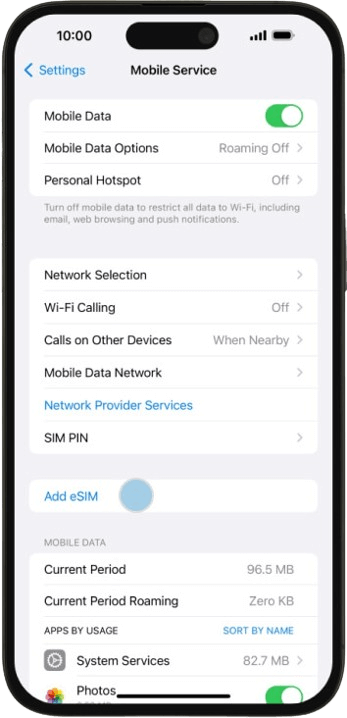 10:00
Settings
Mobile Service
Mobile Data
Mobile Data Options Roaming Off
Personal Hotspot Off
Turn off mobile data to restrict all data to Wi-Fi, including
email, web browsing and push notifications.
Network Selection
Wi-Fi Calling Off
Calls on Other Devices When Nearby
Mobile Data Network
Network Provider Services
SIM PIN
Add eSIM
MOBILE DATA
Current Period 96.5 MB
Current Period Roaming Zero KB
APPS BY USAGE SORT BY NAME
System Services 82.7 MB
Photos